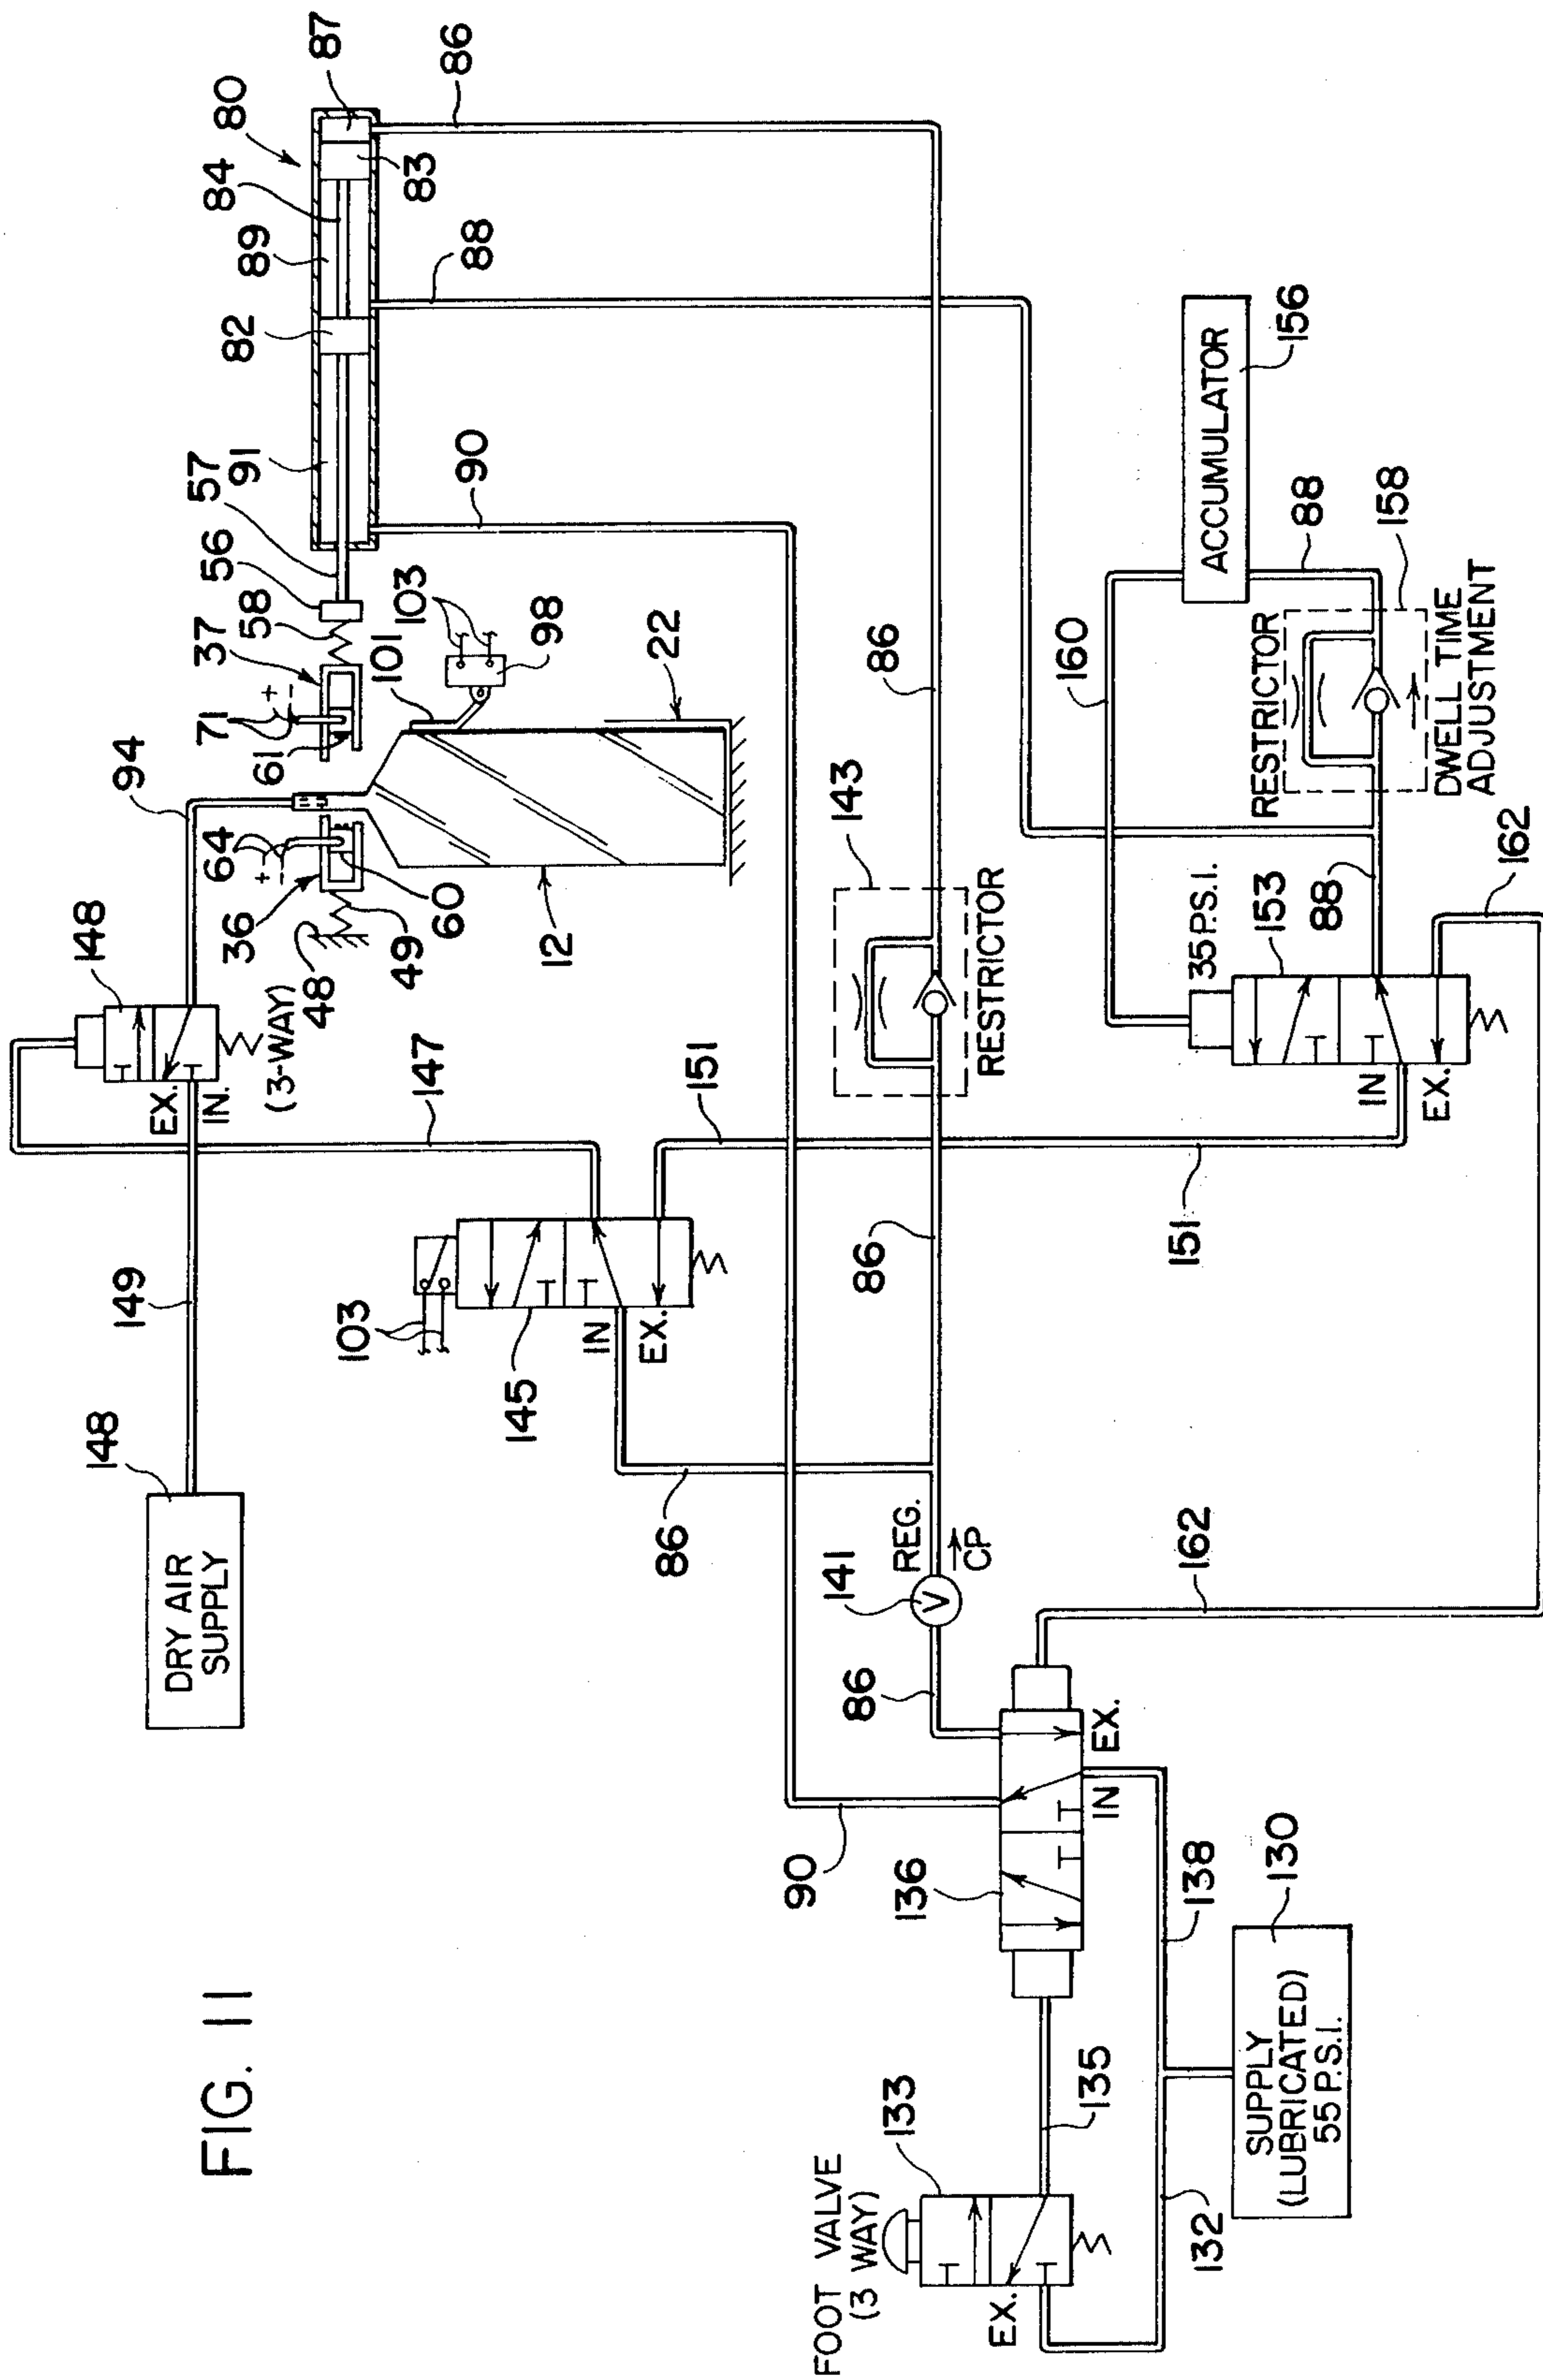 FIG. 11
DRY AIR
SUPPLY
148
149
148
EX.
IN.
(3-WAY)
94
147
36
64
+
-
48
49
60
12
71
+
-
61
37
58
56
57
91
82
89
84
80
83
87
86
88
90
101
103
98
22
103
145
IN
EX.
151
151
86
86
86
86
143
RESTRICTOR
REG.
CP
141
90
136
IN
EX.
162
162
FOOT VALVE
(3 WAY)
133
EX.
135
132
138
130
SUPPLY
(LUBRICATED)
55 P.S.I.
35 P.S.I.
153
IN
EX.
88
160
RESTRICTOR
158
DWELL TIME
ADJUSTMENT
88
ACCUMULATOR
156
V